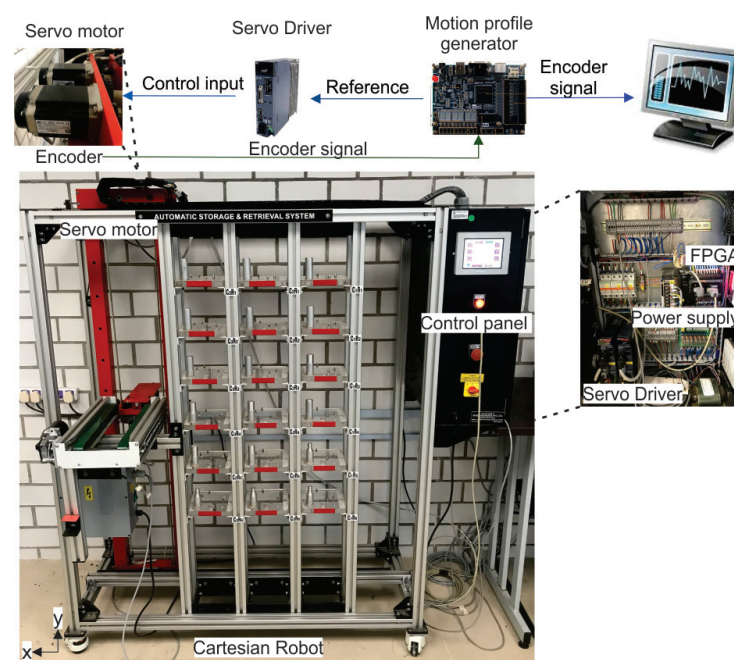 Servo motor
Servo Driver
Motion profile
generator
Encoder
signal
Control input
Reference
Encoder
Encoder signal
AUTOMATIC STORAGE & RETRIEVAL SYSTEM
Servo motor
FPGA
Control panel
Power supply
Servo Driver
y
x
Cartesian Robot